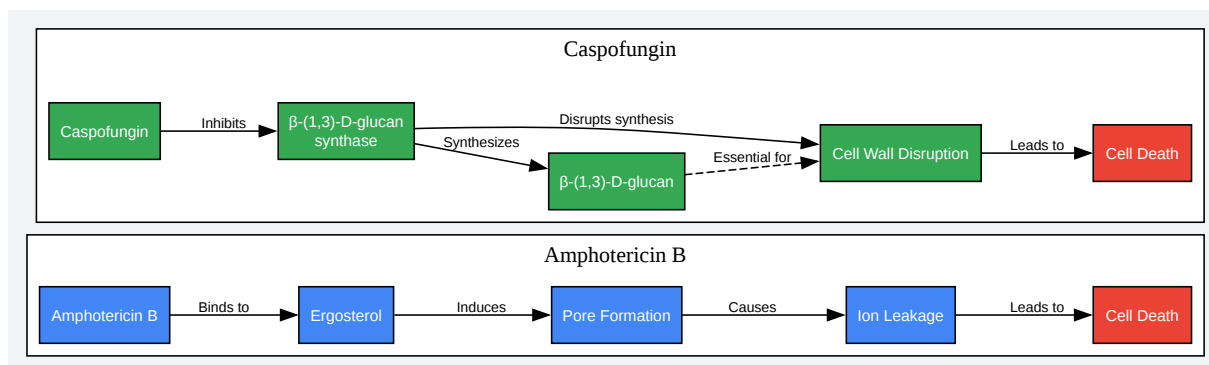 Caspofungin
Caspofungin
Inhibits
β-(1,3)-D-glucan
synthase
Disrupts synthesis
Synthesizes
β-(1,3)-D-glucan
Essential for
Cell Wall Disruption
Leads to
Cell Death
Amphotericin B
Amphotericin B
Binds to
Ergosterol
Induces
Pore Formation
Causes
Ion Leakage
Leads to
Cell Death